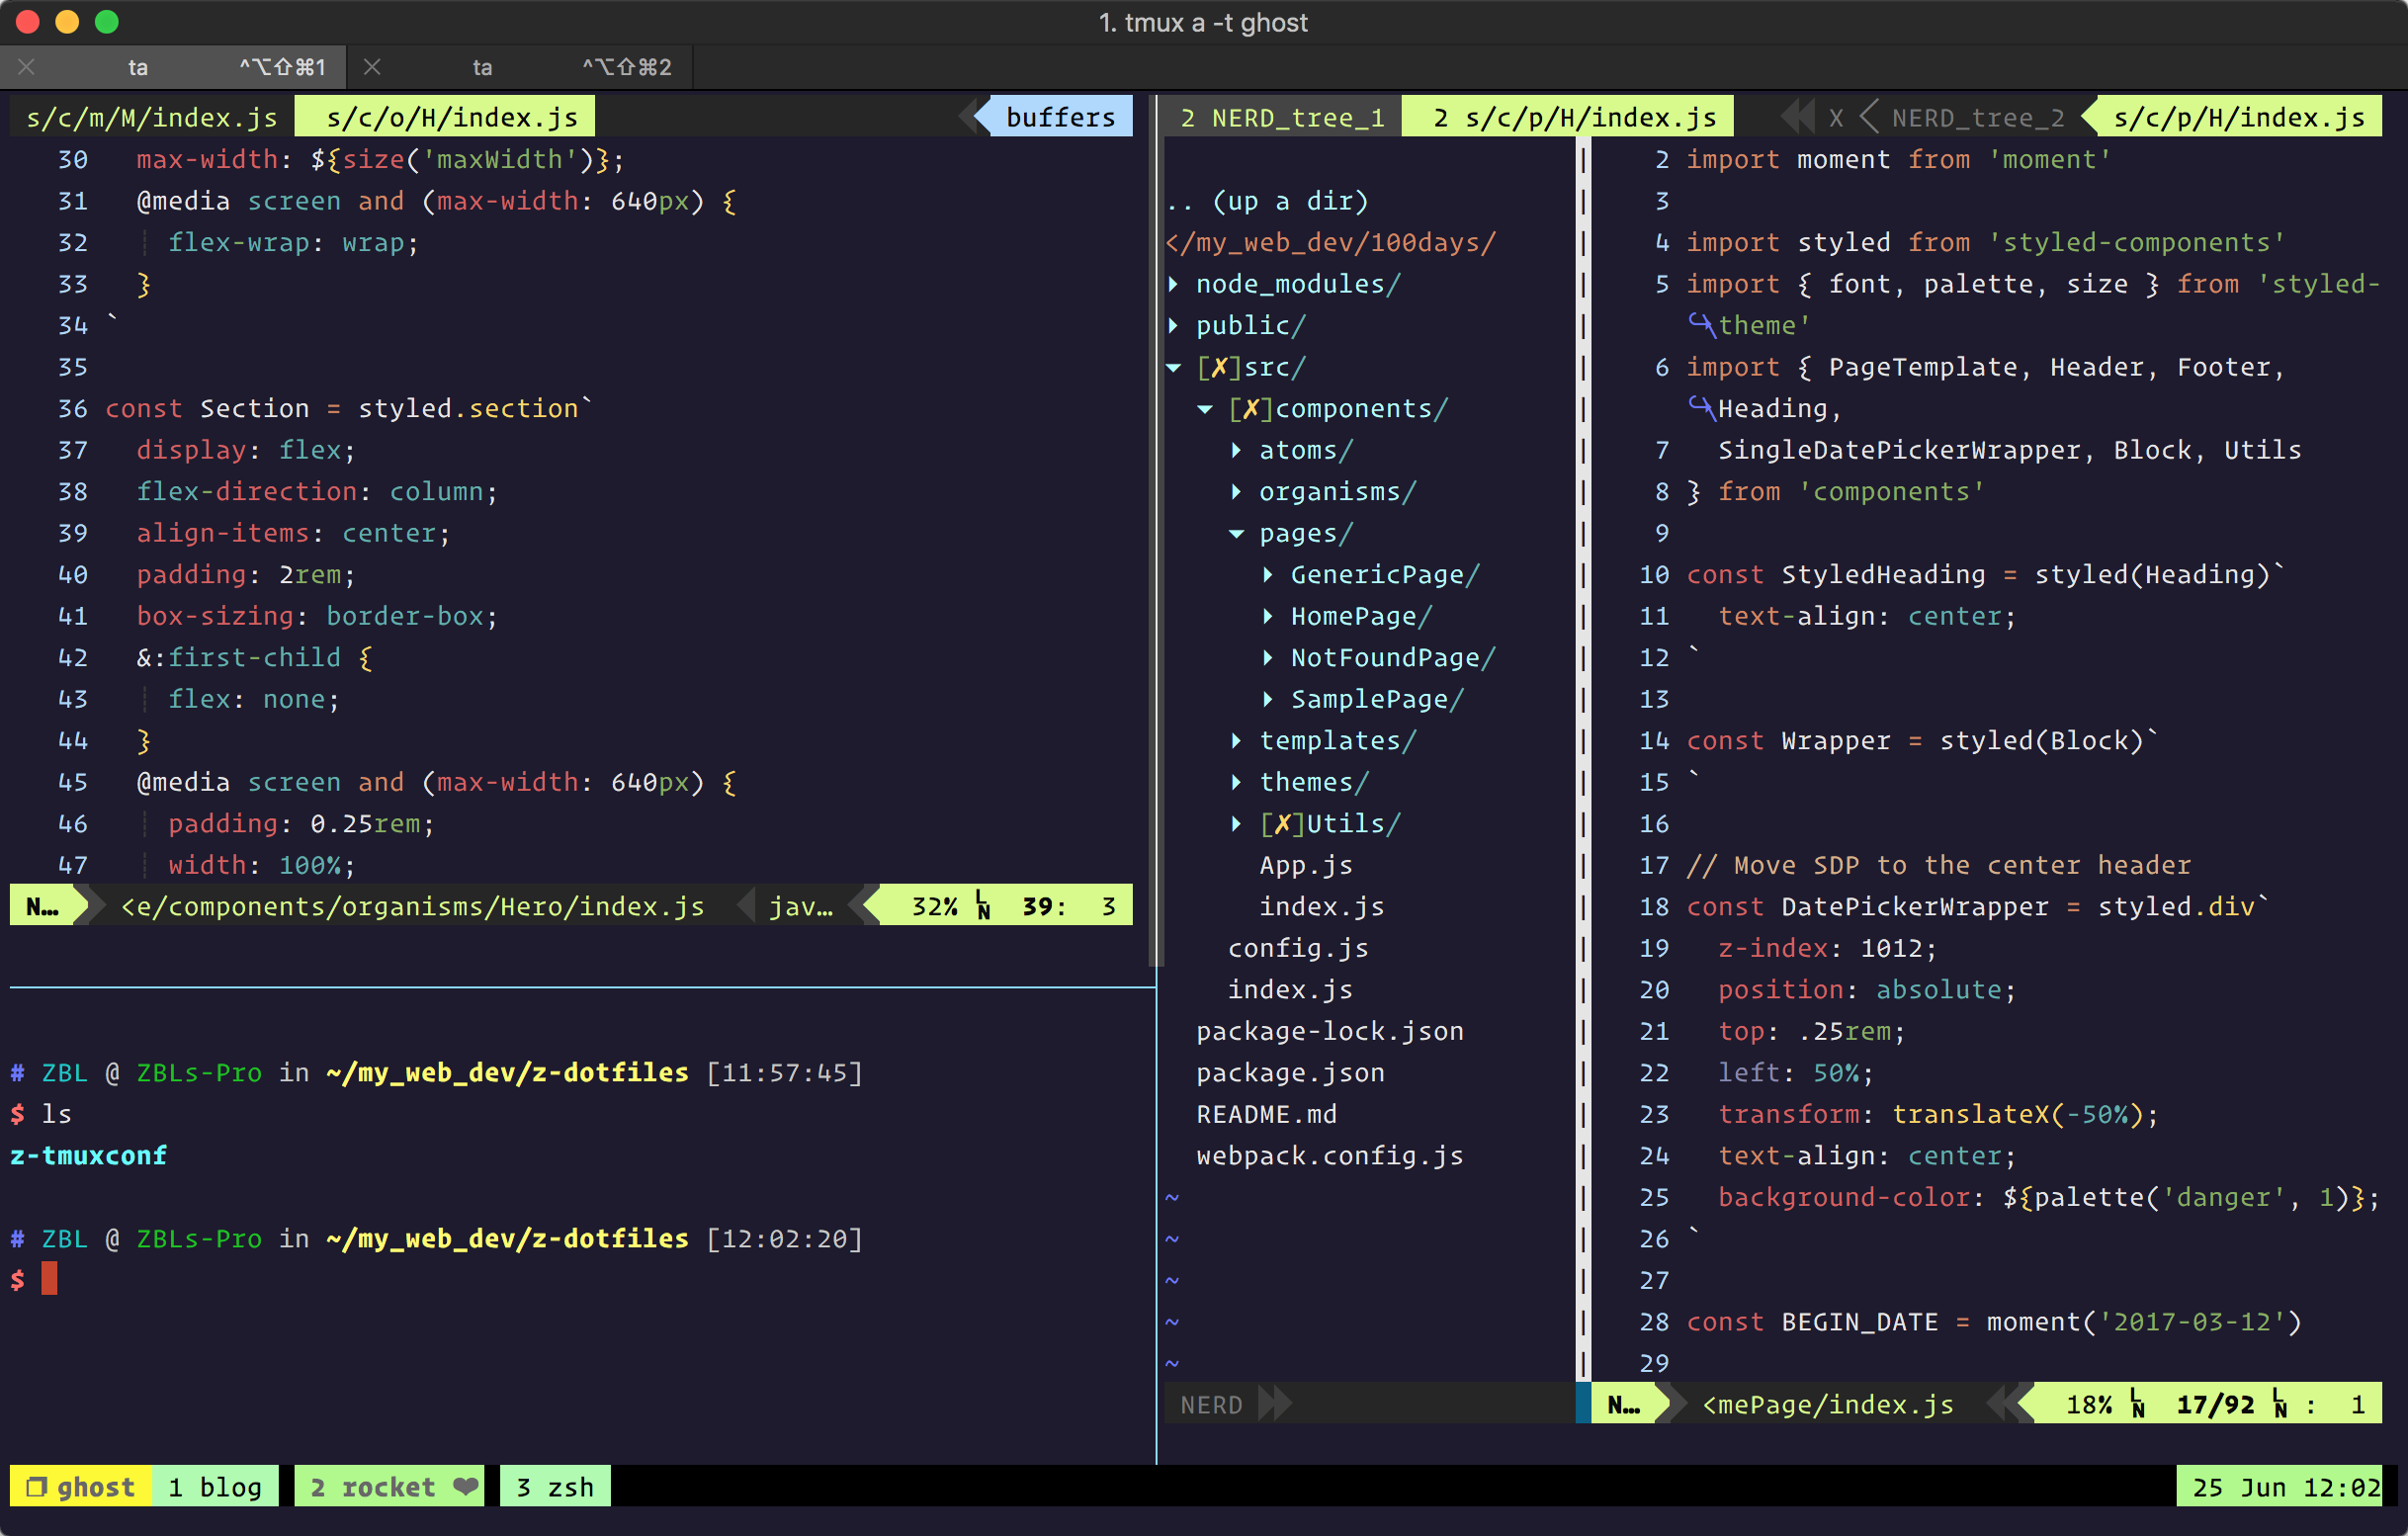 1. tmux a -t ghost
ta ^⌥⇧⌘1 ta ^⌥⇧⌘2
s/c/m/M/index.js s/c/o/H/index.js buffers
30 max-width: ${size('maxWidth')};
31 @media screen and (max-width: 640px) {
32 flex-wrap: wrap;
33 }
34 `
35
36 const Section = styled.section`
37 display: flex;
38 flex-direction: column;
39 align-items: center;
40 padding: 2rem;
41 box-sizing: border-box;
42 &:first-child {
43 flex: none;
44 }
45 @media screen and (max-width: 640px) {
46 padding: 0.25rem;
47 width: 100%;
N… <e/components/organisms/Hero/index.js jav… 32% LN 39: 3
# ZBL @ ZBLs-Pro in ~/my_web_dev/z-dotfiles [11:57:45]
$ ls
z-tmuxconf
# ZBL @ ZBLs-Pro in ~/my_web_dev/z-dotfiles [12:02:20]
$
2 NERD_tree_1 2 s/c/p/H/index.js X NERD_tree_2 s/c/p/H/index.js
.. (up a dir)
</my_web_dev/100days/
▸ node_modules/
▸ public/
▾ [✗]src/
▾ [✗]components/
▸ atoms/
▸ organisms/
▾ pages/
▸ GenericPage/
▸ HomePage/
▸ NotFoundPage/
▸ SamplePage/
▸ templates/
▸ themes/
▸ [✗]Utils/
App.js
index.js
config.js
index.js
package-lock.json
package.json
README.md
webpack.config.js
~
~
~
~
~
NERD
2 import moment from 'moment'
3
4 import styled from 'styled-components'
5 import { font, palette, size } from 'styled-
↪\theme'
6 import { PageTemplate, Header, Footer,
↪\Heading,
7 SingleDatePickerWrapper, Block, Utils
8 } from 'components'
9
10 const StyledHeading = styled(Heading)`
11 text-align: center;
12 `
13
14 const Wrapper = styled(Block)`
15 `
16
17 // Move SDP to the center header
18 const DatePickerWrapper = styled.div`
19 z-index: 1012;
20 position: absolute;
21 top: .25rem;
22 left: 50%;
23 transform: translateX(-50%);
24 text-align: center;
25 background-color: ${palette('danger', 1)};
26 `
27
28 const BEGIN_DATE = moment('2017-03-12')
29
N… <mePage/index.js 18% LN 17/92 LN : 1
❐ ghost 1 blog 2 rocket ❤ 3 zsh 25 Jun 12:02